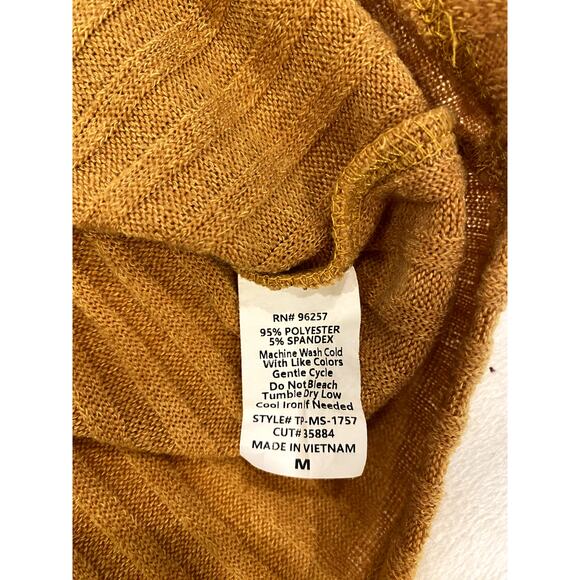 RN# 96257
95% POLYESTER
5% SPANDEX
Machine Wash Cold
With Like Colors
Gentle Cycle
Do Not Bleach
Tumble Dry Low
Cool Iron If Needed
STYLE# TP-MS-1757
CUT# 35884
MADE IN VIETNAM
M